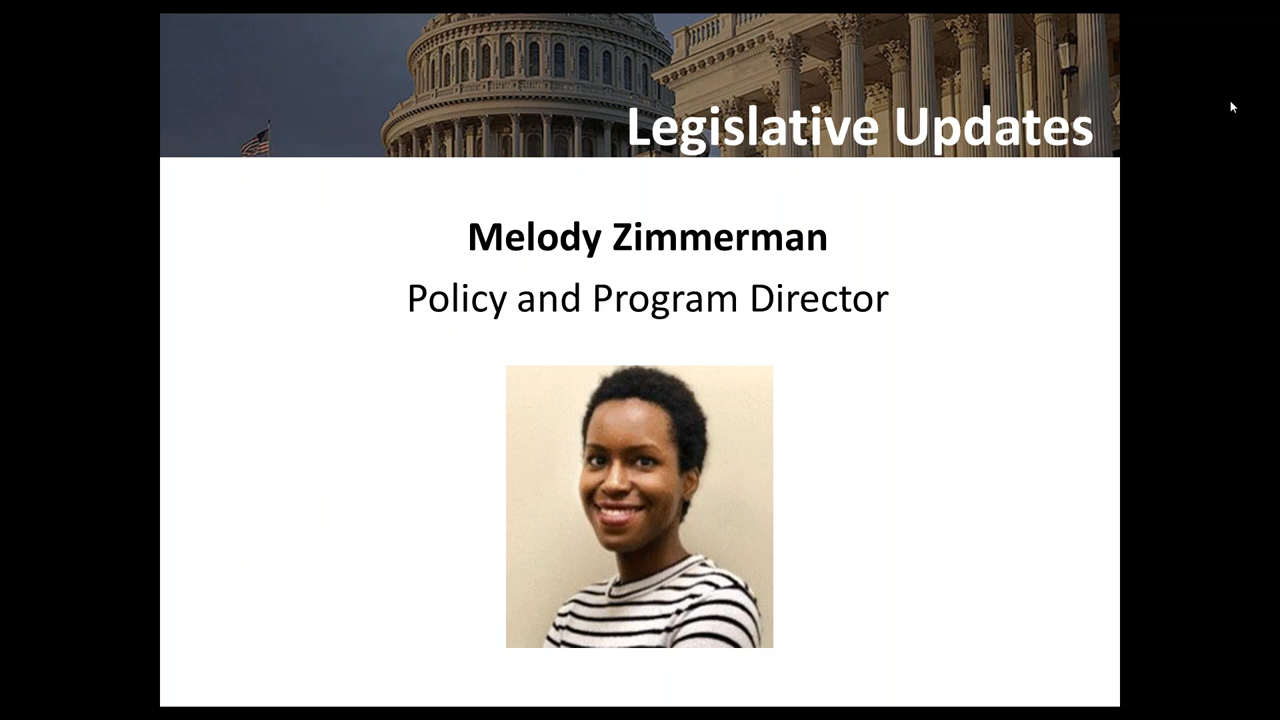 Legislative Updates
Melody Zimmerman
Policy and Program Director